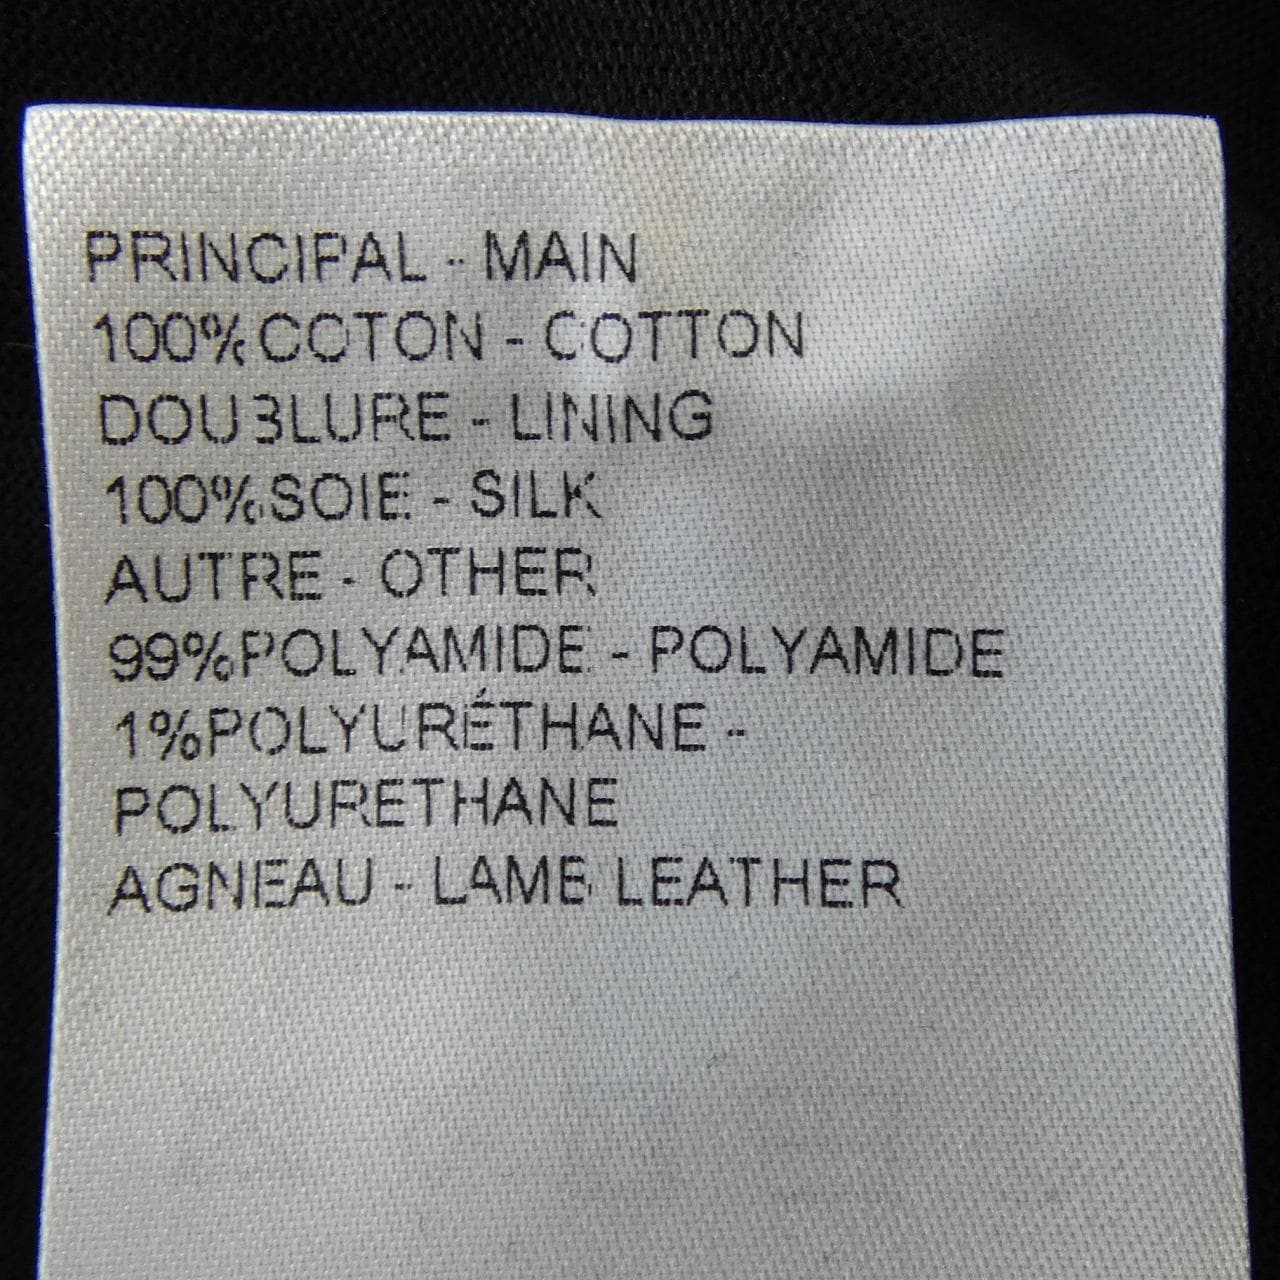 PRINCIPAL - MAIN
100%COTON - COTTON
DOUBLURE - LINING
100%SOIE - SILK
AUTRE - OTHER
99%POLYAMIDE - POLYAMIDE
1%POLYURÉTHANE -
POLYURETHANE
AGNEAU - LAMB LEATHER